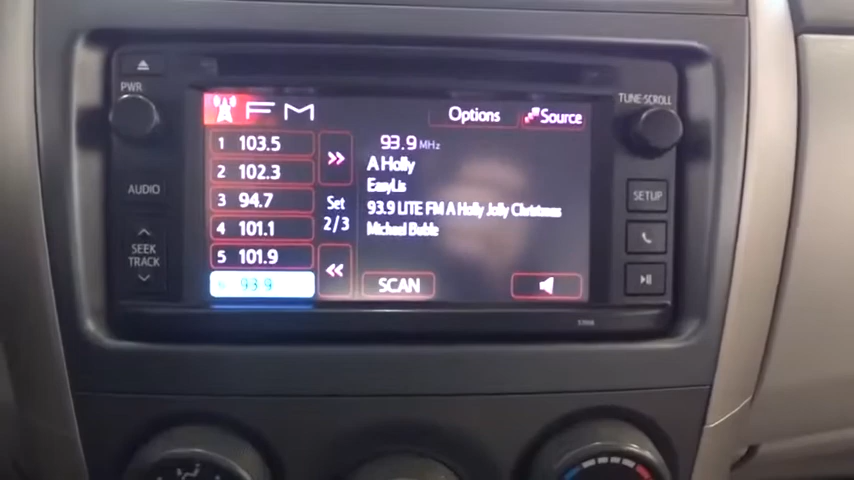 PWR
AUDIO
SEEK
TRACK
FM
Options
Source
1 103.5
2 102.3
3 94.7
4 101.1
5 101.9
93.9
Set
2/3
93.9 MHz
A Holly
EasyLis
93.9 LITE FM A Holly Jolly Christmas
Michael Buble
SCAN
TUNE·SCROLL
SETUP